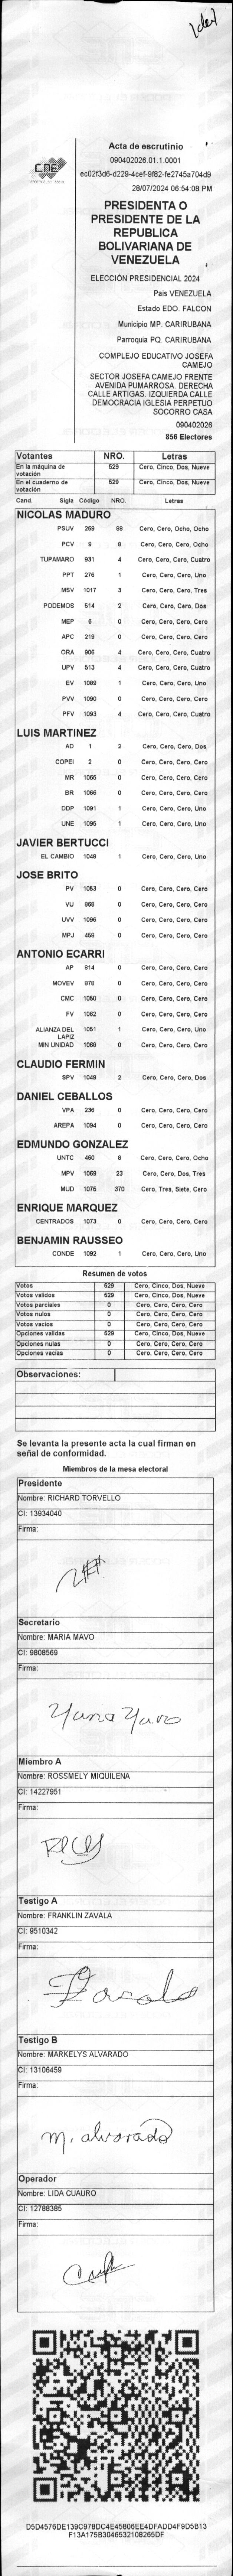 1 de 1
CNE
Acta de escrutinio
090402026.01.1.0001
ec02f3d6-d229-4cef-9f82-fe2745a704d9
28/07/2024 06:54:08 PM
PRESIDENTA O
PRESIDENTE DE LA
REPUBLICA
BOLIVARIANA DE
VENEZUELA
ELECCIÓN PRESIDENCIAL 2024
Pais VENEZUELA
Estado EDO. FALCON
Municipio MP. CARIRUBANA
Parroquia PQ. CARIRUBANA
COMPLEJO EDUCATIVO JOSEFA
CAMEJO
SECTOR JOSEFA CAMEJO FRENTE
AVENIDA PUMARROSA. DERECHA
CALLE ARTIGAS. IZQUIERDA CALLE
DEMOCRACIA IGLESIA PERPETUO
SOCORRO CASA
090402026
856 Electores
Votantes NRO. Letras
En la máquina de votación 529 Cero, Cinco, Dos, Nueve
En el cuaderno de votación 529 Cero, Cinco, Dos, Nueve
Cand. Sigla Código NRO. Letras
NICOLAS MADURO
PSUV 269 88 Cero, Cero, Ocho, Ocho
PCV 9 8 Cero, Cero, Cero, Ocho
TUPAMARO 931 4 Cero, Cero, Cero, Cuatro
PPT 276 1 Cero, Cero, Cero, Uno
MSV 1017 3 Cero, Cero, Cero, Tres
PODEMOS 514 2 Cero, Cero, Cero, Dos
MEP 6 0 Cero, Cero, Cero, Cero
APC 219 0 Cero, Cero, Cero, Cero
ORA 906 4 Cero, Cero, Cero, Cuatro
UPV 513 4 Cero, Cero, Cero, Cuatro
EV 1089 1 Cero, Cero, Cero, Uno
PVV 1090 0 Cero, Cero, Cero, Cero
PFV 1093 4 Cero, Cero, Cero, Cuatro
LUIS MARTINEZ
AD 1 2 Cero, Cero, Cero, Dos
COPEI 2 0 Cero, Cero, Cero, Cero
MR 1065 0 Cero, Cero, Cero, Cero
BR 1066 0 Cero, Cero, Cero, Cero
DDP 1091 1 Cero, Cero, Cero, Uno
UNE 1095 1 Cero, Cero, Cero, Uno
JAVIER BERTUCCI
EL CAMBIO 1048 1 Cero, Cero, Cero, Uno
JOSE BRITO
PV 1053 0 Cero, Cero, Cero, Cero
VU 868 0 Cero, Cero, Cero, Cero
UVV 1096 0 Cero, Cero, Cero, Cero
MPJ 458 0 Cero, Cero, Cero, Cero
ANTONIO ECARRI
AP 814 0 Cero, Cero, Cero, Cero
MOVEV 878 0 Cero, Cero, Cero, Cero
CMC 1050 0 Cero, Cero, Cero, Cero
FV 1052 0 Cero, Cero, Cero, Cero
ALIANZA DEL LAPIZ 1051 1 Cero, Cero, Cero, Uno
MIN UNIDAD 1068 0 Cero, Cero, Cero, Cero
CLAUDIO FERMIN
SPV 1049 2 Cero, Cero, Cero, Dos
DANIEL CEBALLOS
VPA 236 0 Cero, Cero, Cero, Cero
AREPA 1094 0 Cero, Cero, Cero, Cero
EDMUNDO GONZALEZ
UNTC 460 8 Cero, Cero, Cero, Ocho
MPV 1069 23 Cero, Cero, Dos, Tres
MUD 1075 370 Cero, Tres, Siete, Cero
ENRIQUE MARQUEZ
CENTRADOS 1073 0 Cero, Cero, Cero, Cero
BENJAMIN RAUSSEO
CONDE 1092 1 Cero, Cero, Cero, Uno
Resumen de votos
Votos 529 Cero, Cinco, Dos, Nueve
Votos validos 529 Cero, Cinco, Dos, Nueve
Votos parciales 0 Cero, Cero, Cero, Cero
Votos nulos 0 Cero, Cero, Cero, Cero
Votos vacios 0 Cero, Cero, Cero, Cero
Opciones validas 529 Cero, Cinco, Dos, Nueve
Opciones nulas 0 Cero, Cero, Cero, Cero
Opciones vacias 0 Cero, Cero, Cero, Cero
Observaciones:
Se levanta la presente acta la cual firman en
señal de conformidad.
Miembros de la mesa electoral
Presidente
Nombre: RICHARD TORVELLO
CI: 13934040
Firma:
Secretario
Nombre: MARIA MAVO
CI: 9808569
Firma:
Miembro A
Nombre: ROSSMELY MIQUILENA
CI: 14227951
Firma:
Testigo A
Nombre: FRANKLIN ZAVALA
CI: 9510342
Firma:
Testigo B
Nombre: MARKELYS ALVARADO
CI: 13106459
Firma:
m. alvarado
Operador
Nombre: LIDA CUAURO
CI: 12788385
Firma:
D5D4576DE139C978DC4E45806EE4DFADD4F9D5B13
F13A175B3046532108265DF